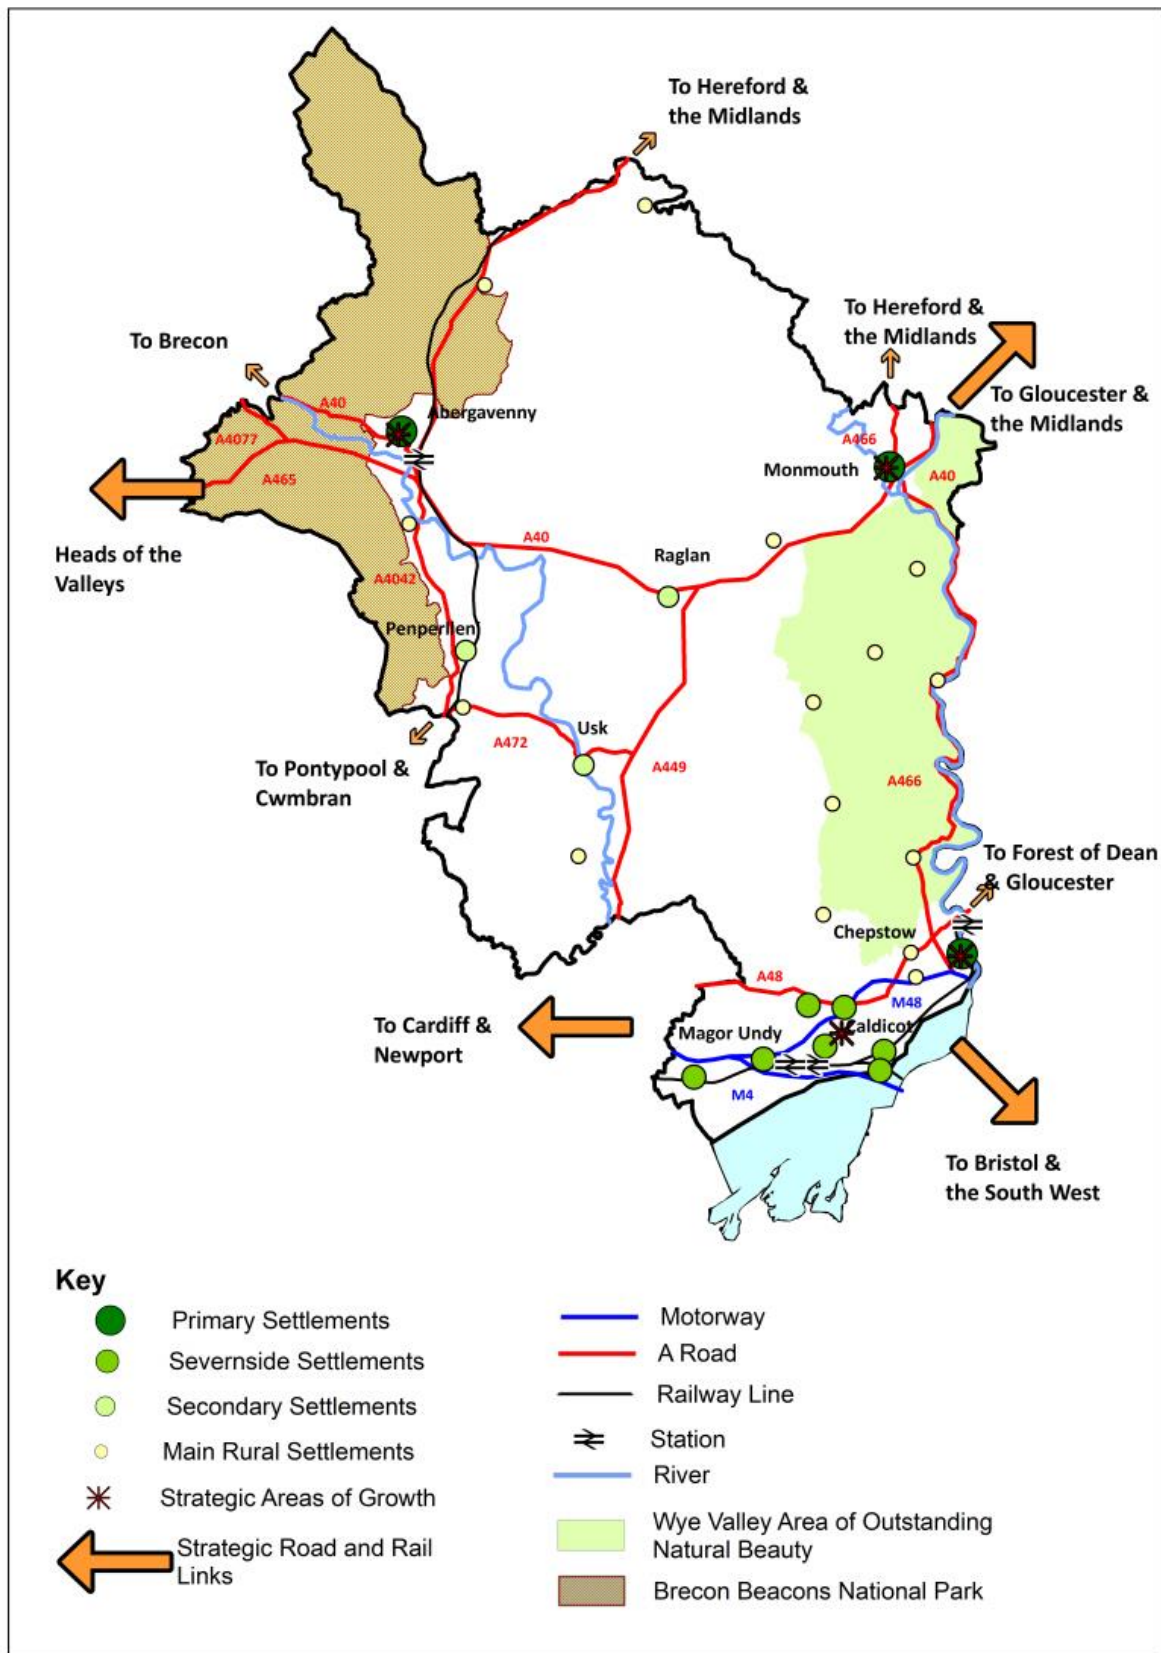 To Hereford &
the Midlands
To Hereford &
the Midlands
To Brecon
To Gloucester &
the Midlands
A40
Abergavenny
A4077
A466
Monmouth
A465
A40
Heads of the
Valleys
A40
Raglan
A4042
Penperllen
Usk
A472
A449
To Pontypool &
Cwmbran
A466
To Forest of Dean
& Gloucester
Chepstow
A48
M48
To Cardiff &
Newport
Magor Undy
Caldicot
M4
To Bristol &
the South West
Key
Primary Settlements
Severnside Settlements
Secondary Settlements
Main Rural Settlements
Strategic Areas of Growth
Strategic Road and Rail
Links
Motorway
A Road
Railway Line
Station
River
Wye Valley Area of Outstanding
Natural Beauty
Brecon Beacons National Park